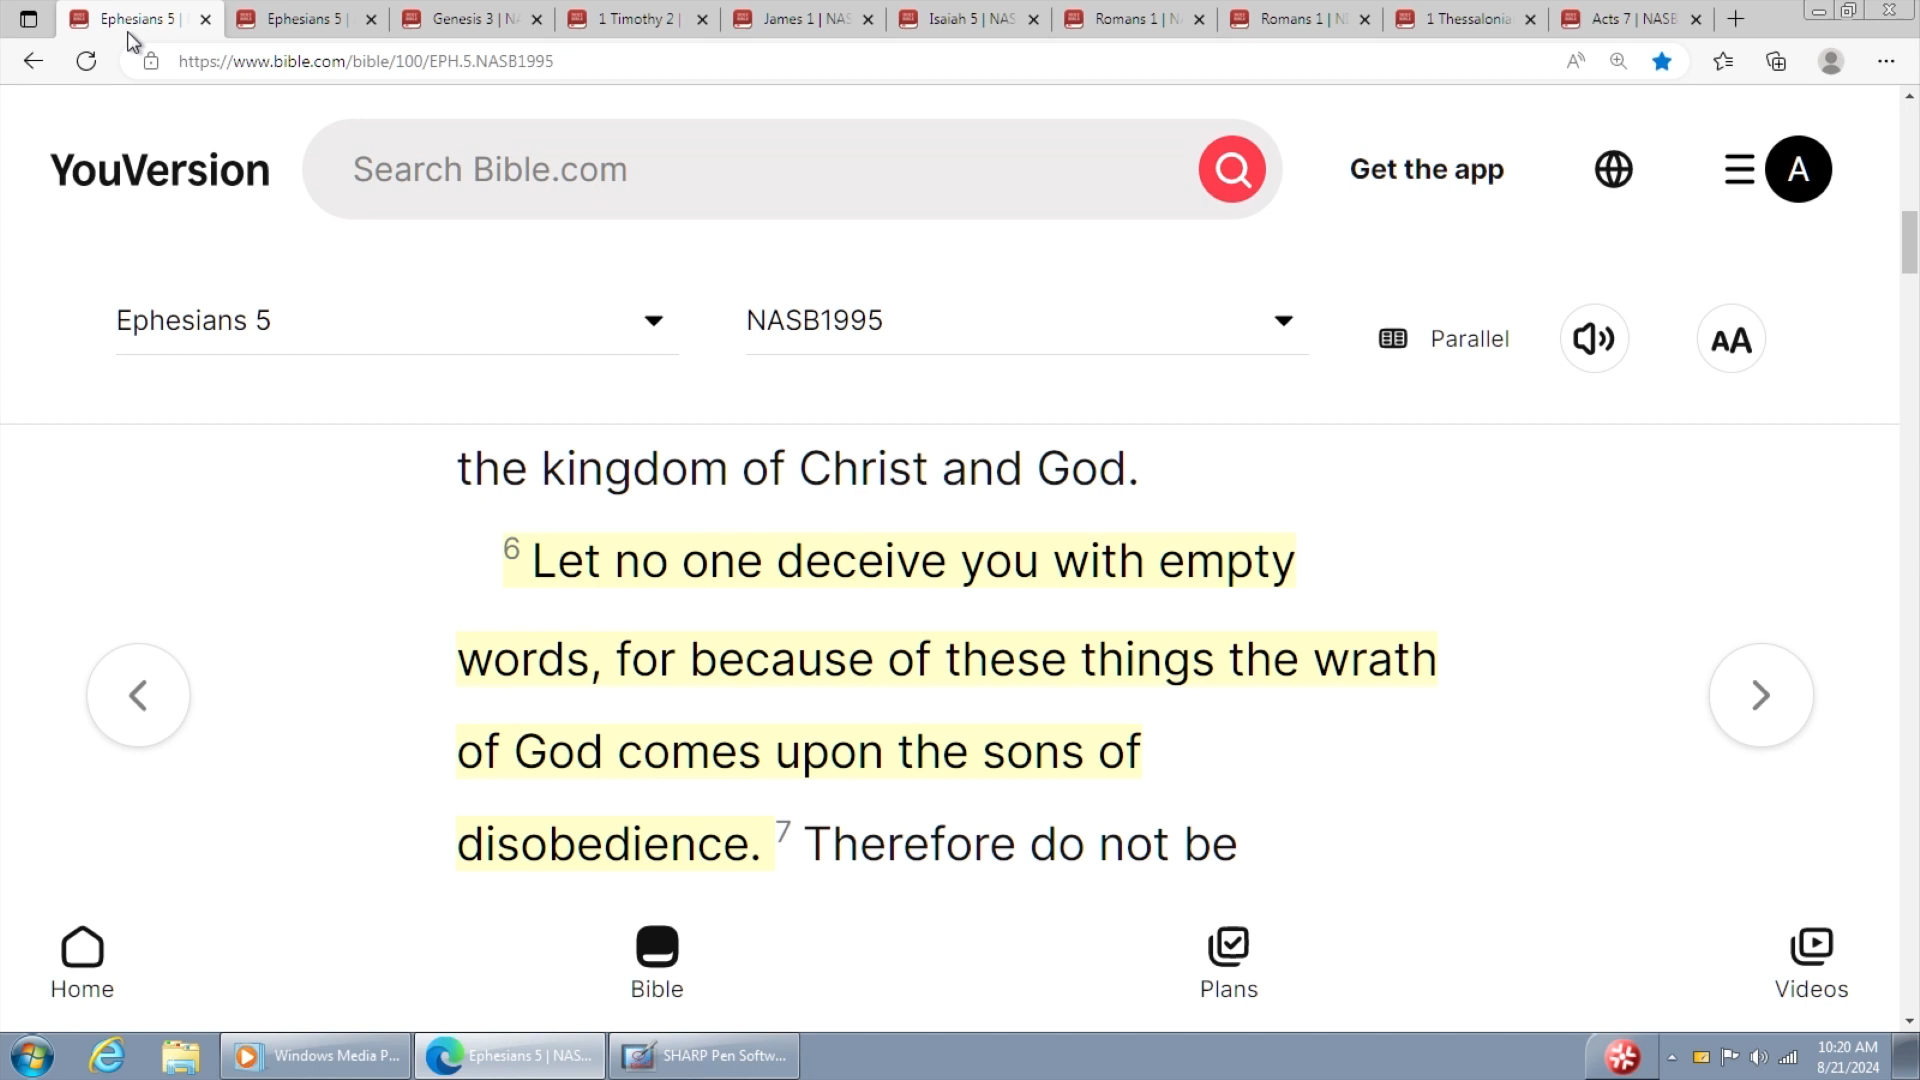 Ephesians 5 |
Ephesians 5 |
Genesis 3 | NA
1 Timothy 2 |
James 1 | NAS
Isaiah 5 | NAS
Romans 1 | N
Romans 1 | N
1 Thessalonia
Acts 7 | NASB
https://www.bible.com/bible/100/EPH.5.NASB1995
YouVersion
Search Bible.com
Get the app
A
Ephesians 5
NASB1995
Parallel
AA
the kingdom of Christ and God.
6 Let no one deceive you with empty
words, for because of these things the wrath
of God comes upon the sons of
disobedience. 7 Therefore do not be
Home
Bible
Plans
Videos
Windows Media P...
Ephesians 5 | NAS...
SHARP Pen Softw...
10:20 AM
8/21/2024